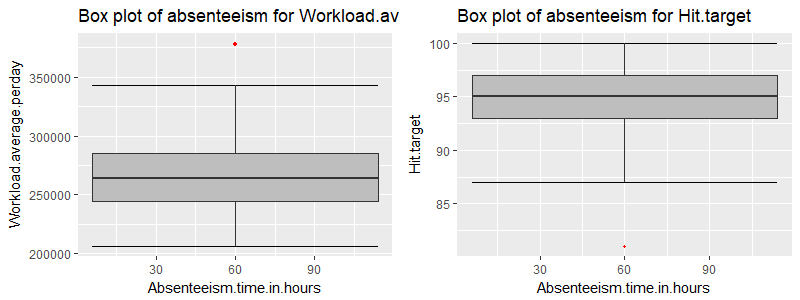 Box plot of absenteeism for Workload.av
Workload.average.perday
350000
300000
250000
200000
30 60 90
Absenteeism.time.in.hours
Box plot of absenteeism for Hit.target
Hit.target
100
95
90
85
30 60 90
Absenteeism.time.in.hours